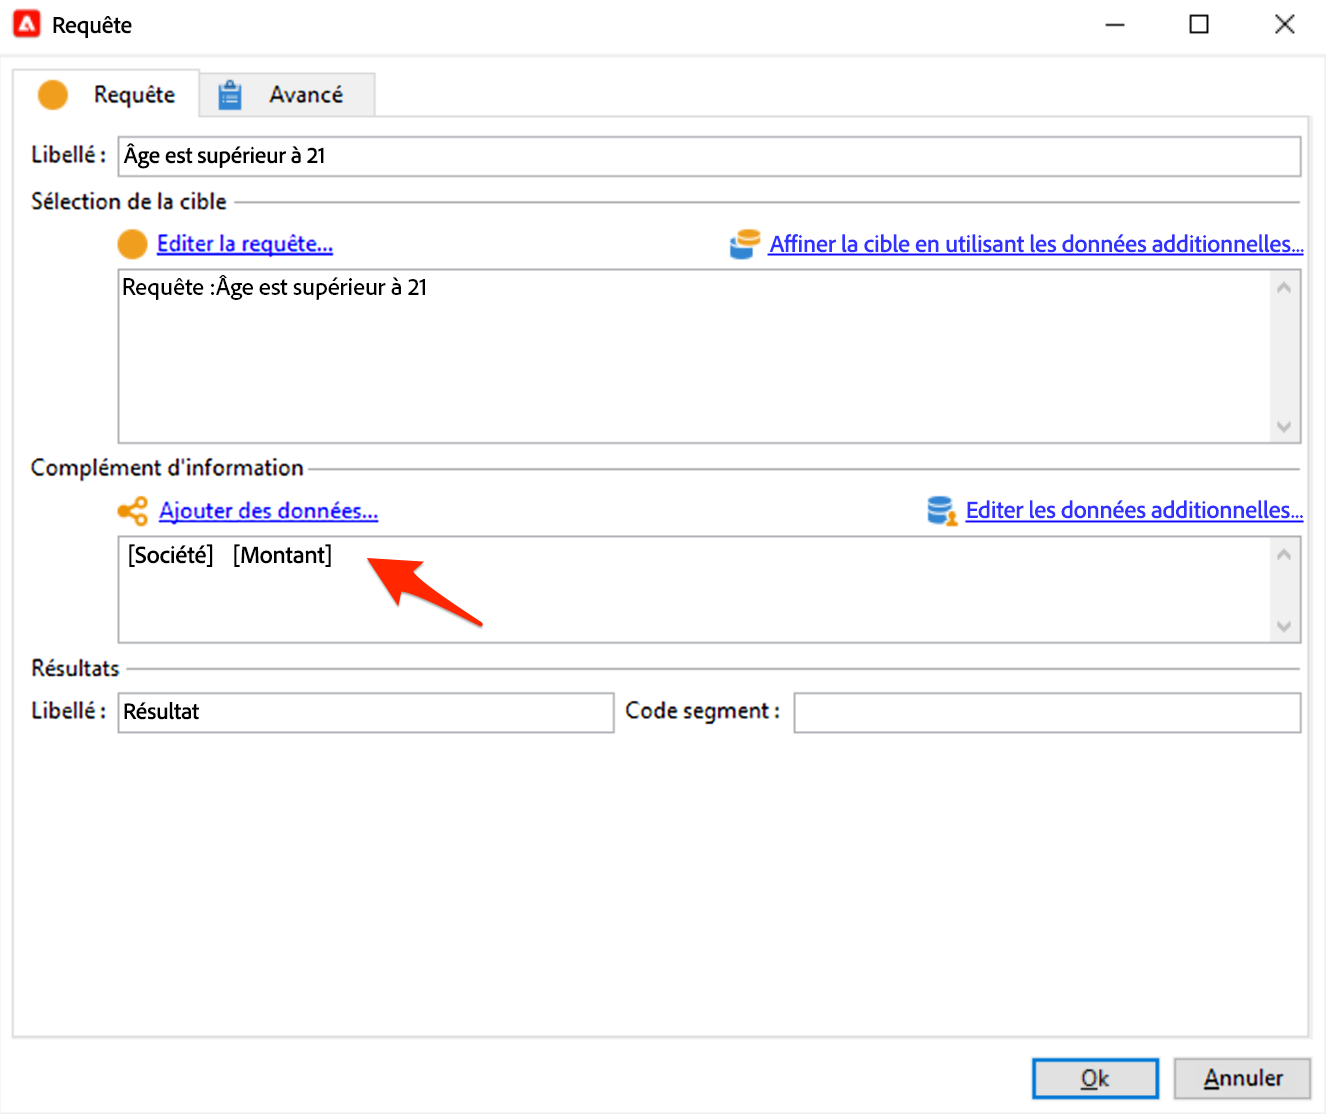 Requête
Requête Avancé
Libellé : Âge est supérieur à 21
Sélection de la cible
Editer la requête... Affiner la cible en utilisant les données additionnelles...
Requête :Âge est supérieur à 21
Complément d'information
Ajouter des données... Editer les données additionnelles...
[Société] [Montant]
Résultats
Libellé : Résultat Code segment :
Ok Annuler